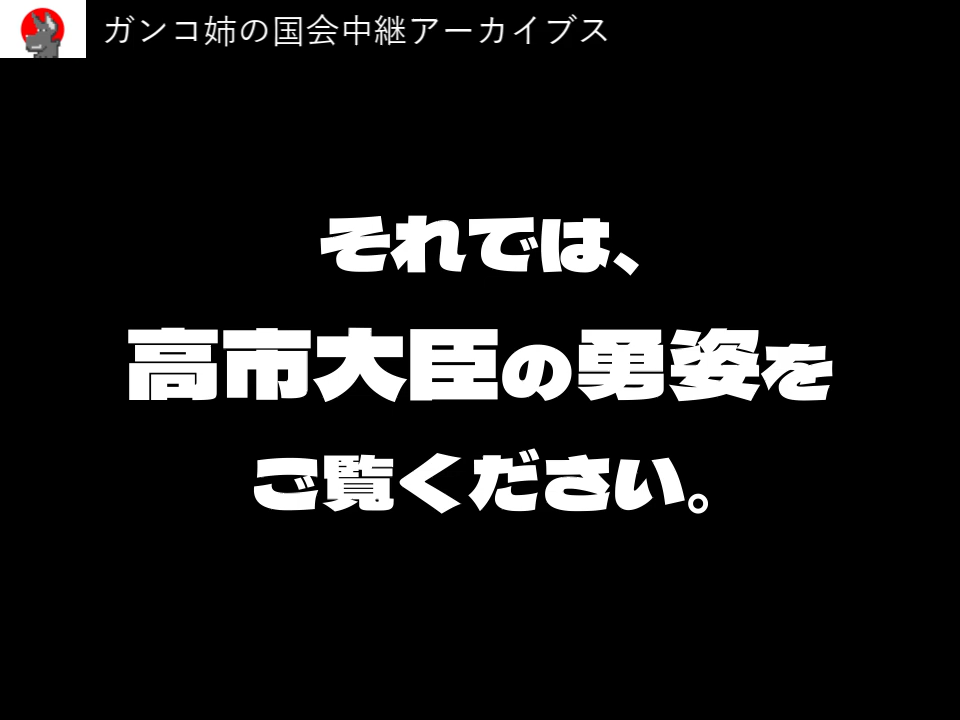 ガンコ姉の国会中継アーカイブス
それでは、
高市大臣の勇姿を
ご覧ください。